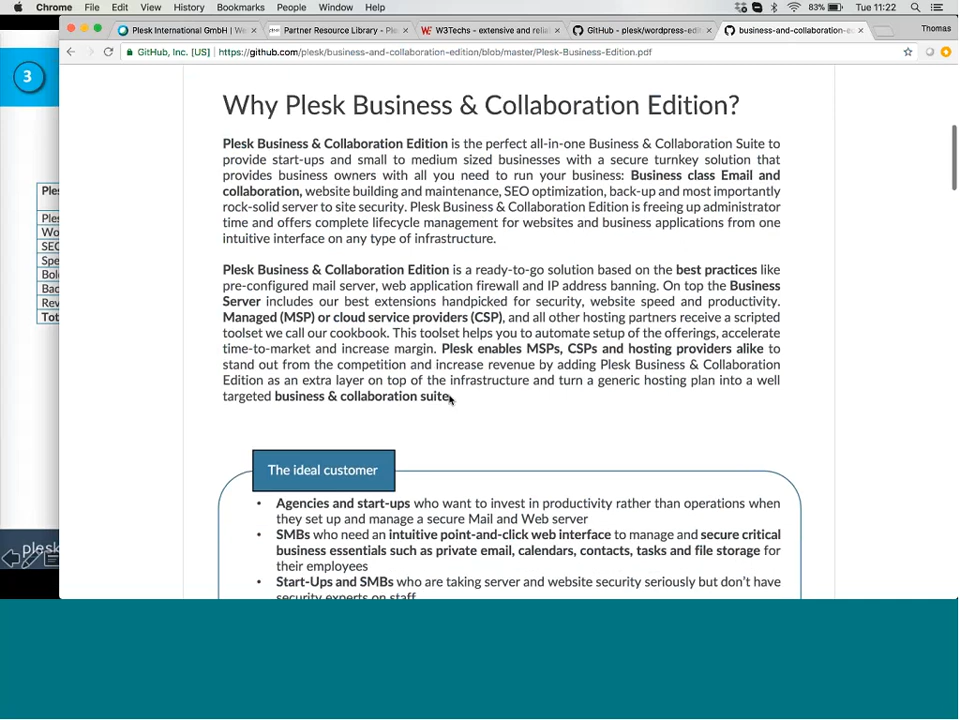 Chrome File Edit View History Bookmarks People Window Help 83% Tue 11:22
Plesk International GmbH | W
Partner Resource Library - Ple
W3Techs - extensive and relia
GitHub - plesk/wordpress-edi
business-and-collaboration-e
Thomas
GitHub, Inc. [US] https://github.com/plesk/business-and-collaboration-edition/blob/master/Plesk-Business-Edition.pdf
3
Ples
Ples
Wo
SEO
Spe
Bol
Bac
Rev
Tot
plesk
Why Plesk Business & Collaboration Edition?
Plesk Business & Collaboration Edition is the perfect all-in-one Business & Collaboration Suite to
provide start-ups and small to medium sized businesses with a secure turnkey solution that
provides business owners with all you need to run your business: Business class Email and
collaboration, website building and maintenance, SEO optimization, back-up and most importantly
rock-solid server to site security. Plesk Business & Collaboration Edition is freeing up administrator
time and offers complete lifecycle management for websites and business applications from one
intuitive interface on any type of infrastructure.
Plesk Business & Collaboration Edition is a ready-to-go solution based on the best practices like
pre-configured mail server, web application firewall and IP address banning. On top the Business
Server includes our best extensions handpicked for security, website speed and productivity.
Managed (MSP) or cloud service providers (CSP), and all other hosting partners receive a scripted
toolset we call our cookbook. This toolset helps you to automate setup of the offerings, accelerate
time-to-market and increase margin. Plesk enables MSPs, CSPs and hosting providers alike to
stand out from the competition and increase revenue by adding Plesk Business & Collaboration
Edition as an extra layer on top of the infrastructure and turn a generic hosting plan into a well
targeted business & collaboration suite.
The ideal customer
• Agencies and start-ups who want to invest in productivity rather than operations when
they set up and manage a secure Mail and Web server
• SMBs who need an intuitive point-and-click web interface to manage and secure critical
business essentials such as private email, calendars, contacts, tasks and file storage for
their employees
• Start-Ups and SMBs who are taking server and website security seriously but don't have
security experts on staff